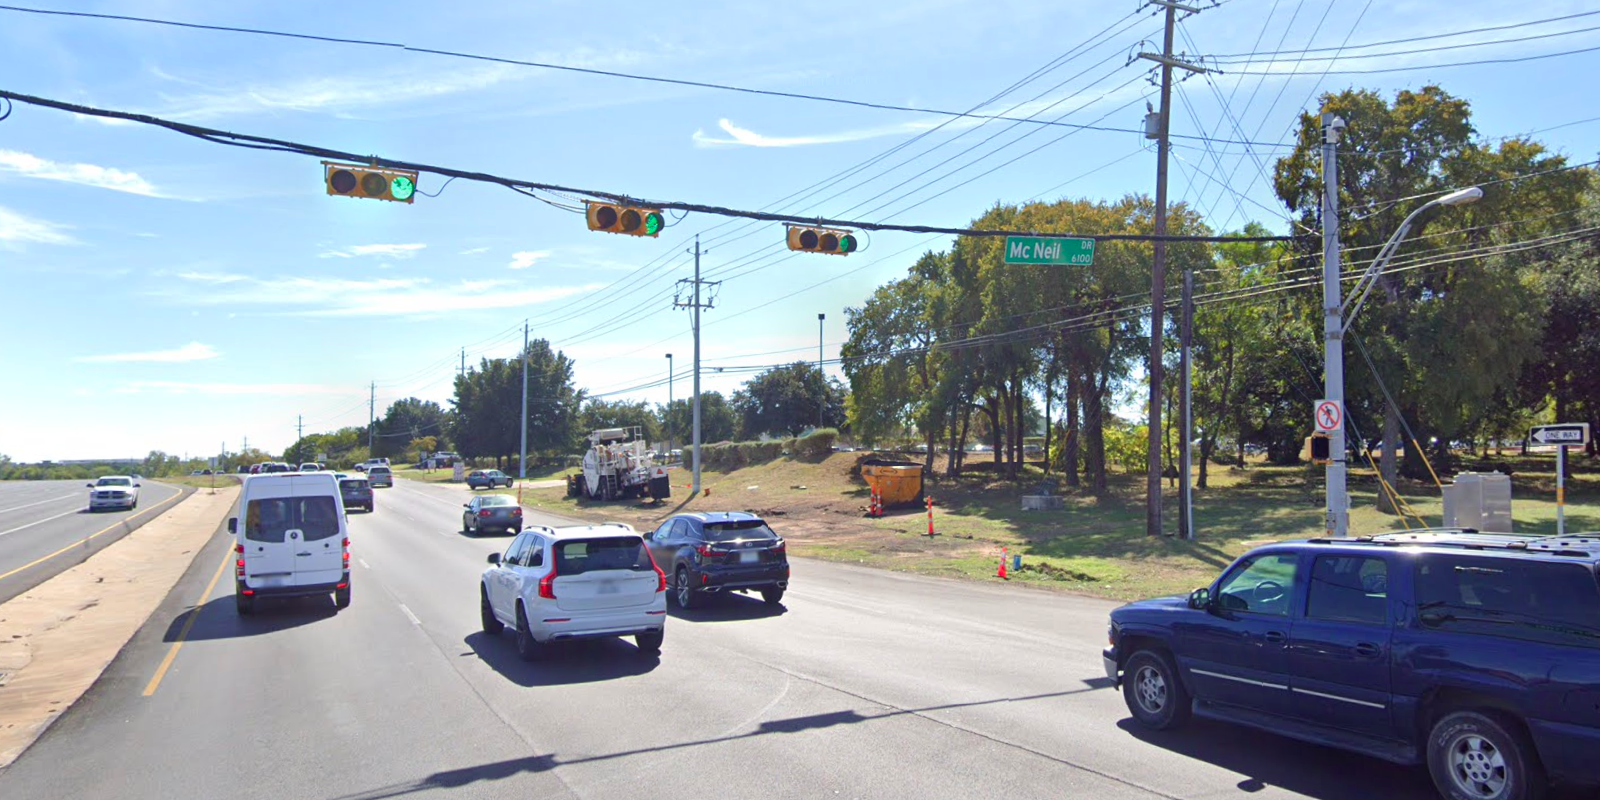 Mc Neil DR
6100
ONE WAY